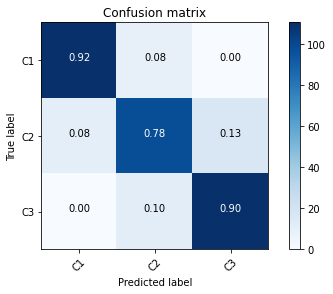 Confusion matrix
True label
C1 0.92 0.08 0.00
C2 0.08 0.78 0.13
C3 0.00 0.10 0.90
C1 C2 C3
Predicted label
100
80
60
40
20
0